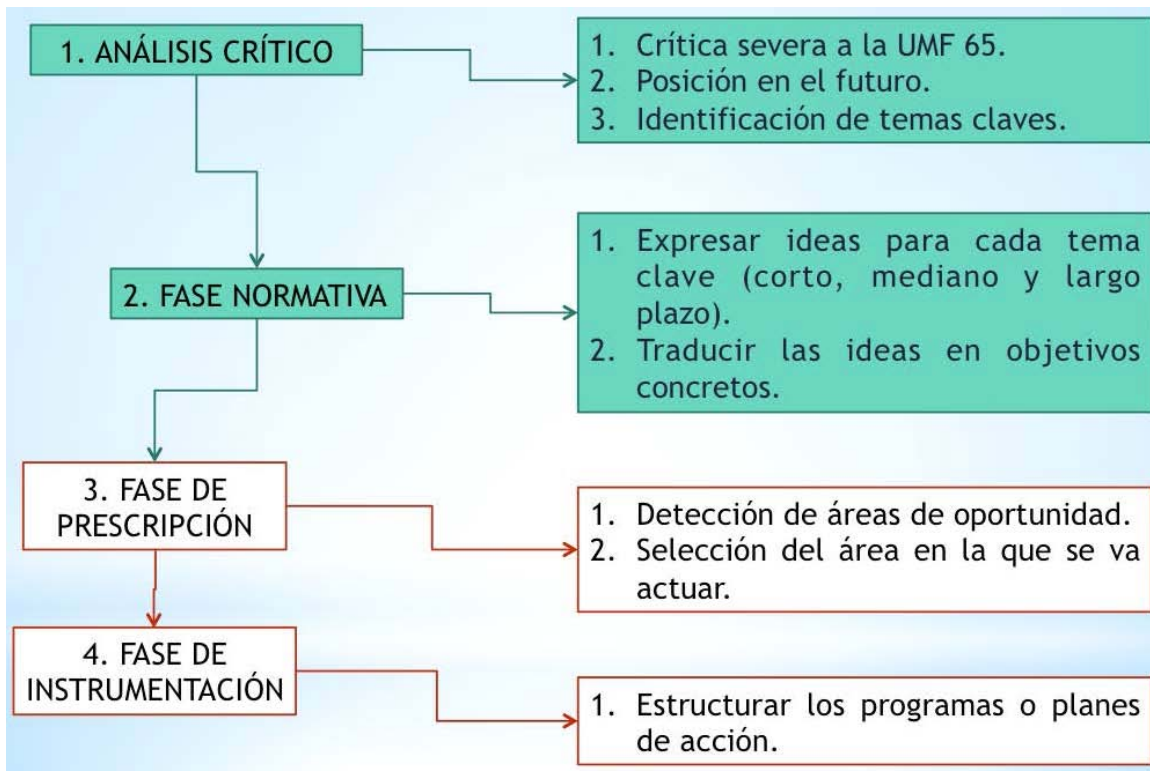 1. ANÁLISIS CRÍTICO
1. Crítica severa a la UMF 65.
2. Posición en el futuro.
3. Identificación de temas claves.
2. FASE NORMATIVA
1. Expresar ideas para cada tema
clave (corto, mediano y largo
plazo).
2. Traducir las ideas en objetivos
concretos.
3. FASE DE
PRESCRIPCIÓN
1. Detección de áreas de oportunidad.
2. Selección del área en la que se va
actuar.
4. FASE DE
INSTRUMENTACIÓN
1. Estructurar los programas o planes
de acción.